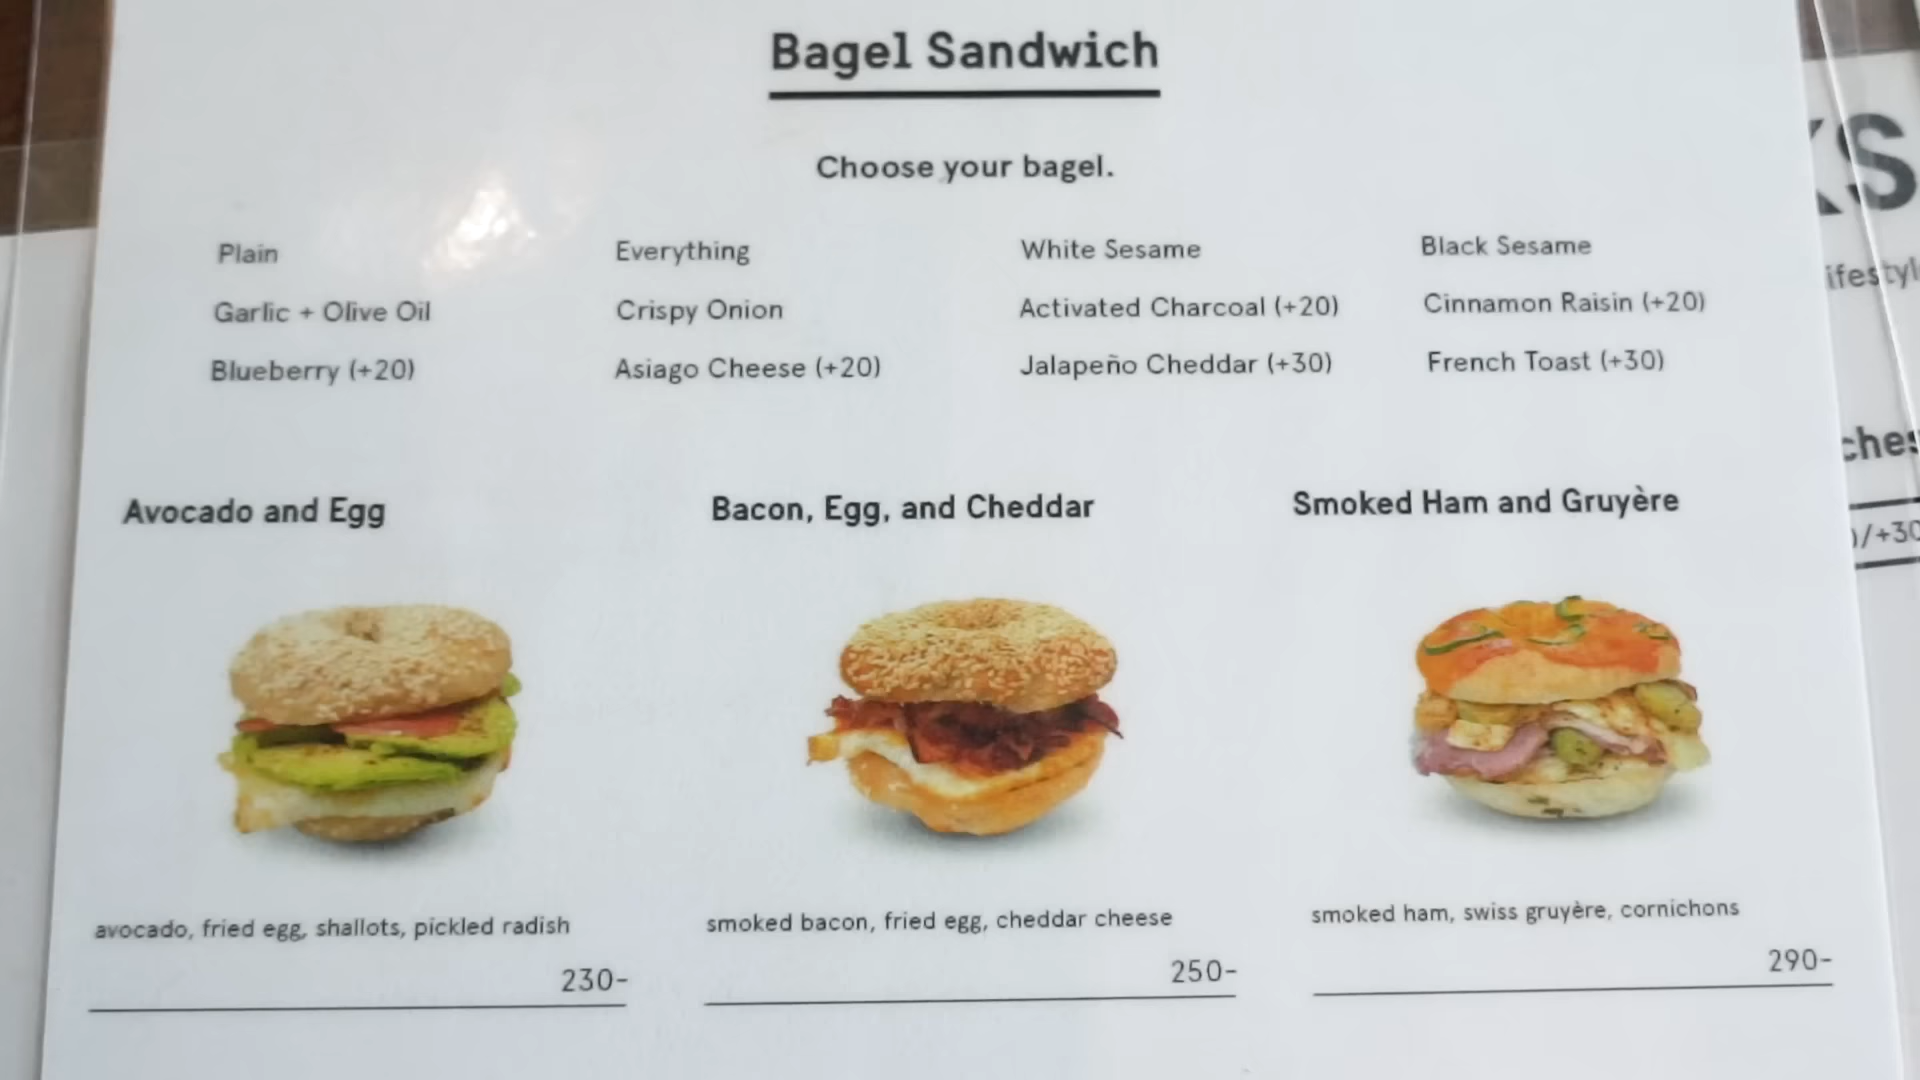 Bagel Sandwich
Choose your bagel.
Plain Everything White Sesame Black Sesame
Garlic + Olive Oil Crispy Onion Activated Charcoal (+20) Cinnamon Raisin (+20)
Blueberry (+20) Asiago Cheese (+20) Jalapeño Cheddar (+30) French Toast (+30)
Avocado and Egg Bacon, Egg, and Cheddar Smoked Ham and Gruyère
avocado, fried egg, shallots, pickled radish smoked bacon, fried egg, cheddar cheese smoked ham, swiss gruyère, cornichons
230- 250- 290-